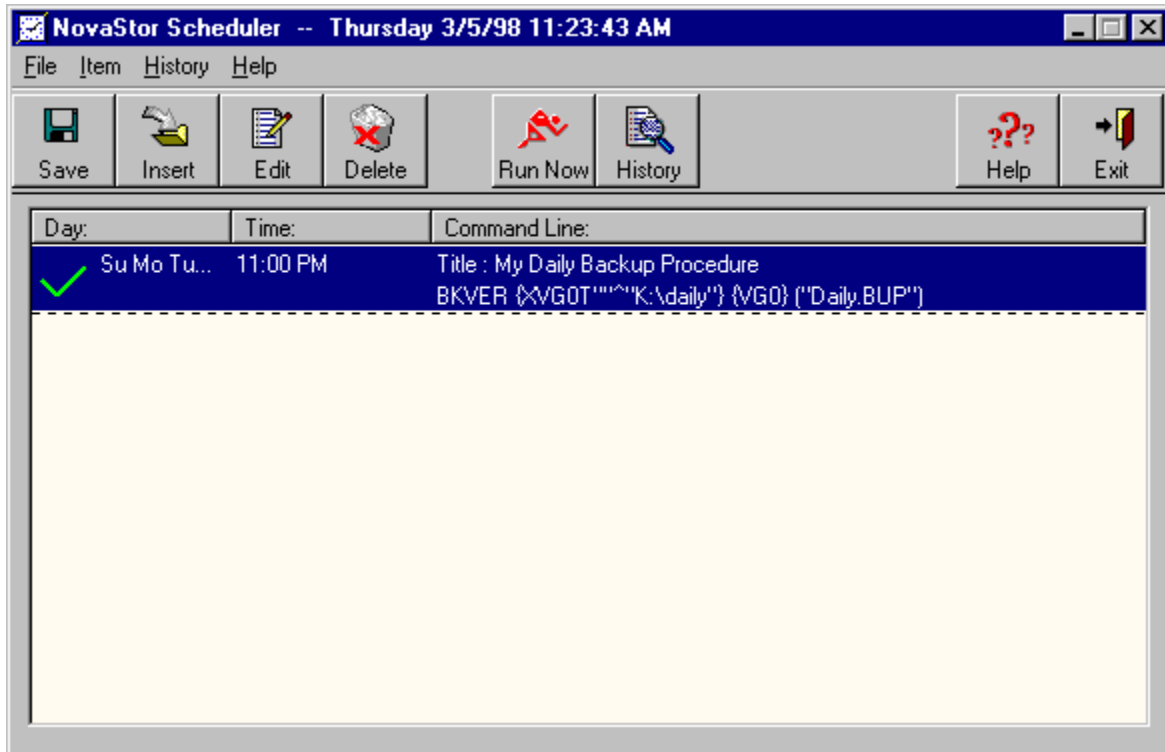 NovaStor Scheduler -- Thursday 3/5/98 11:23:43 AM
File Item History Help
Save Insert Edit Delete Run Now History Help Exit
Day: Time: Command Line:
Su Mo Tu... 11:00 PM Title : My Daily Backup Procedure
BKVER {XVG0T""^"K:\daily"} {VG0} ("Daily.BUP")